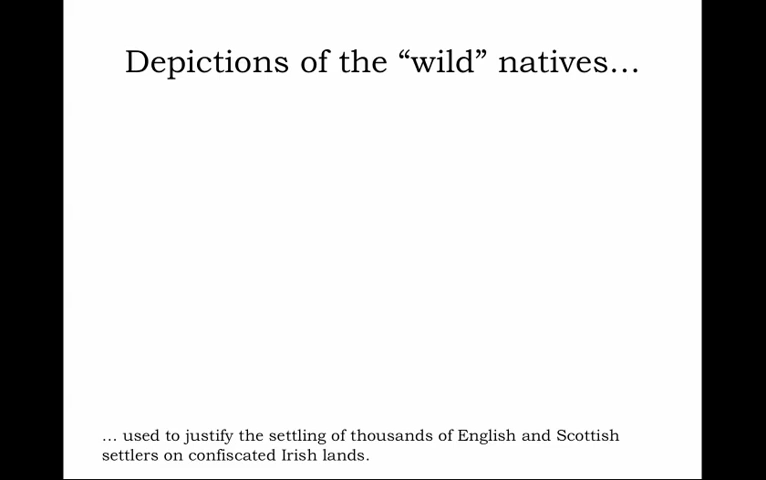 Depictions of the “wild” natives…
… used to justify the settling of thousands of English and Scottish
settlers on confiscated Irish lands.